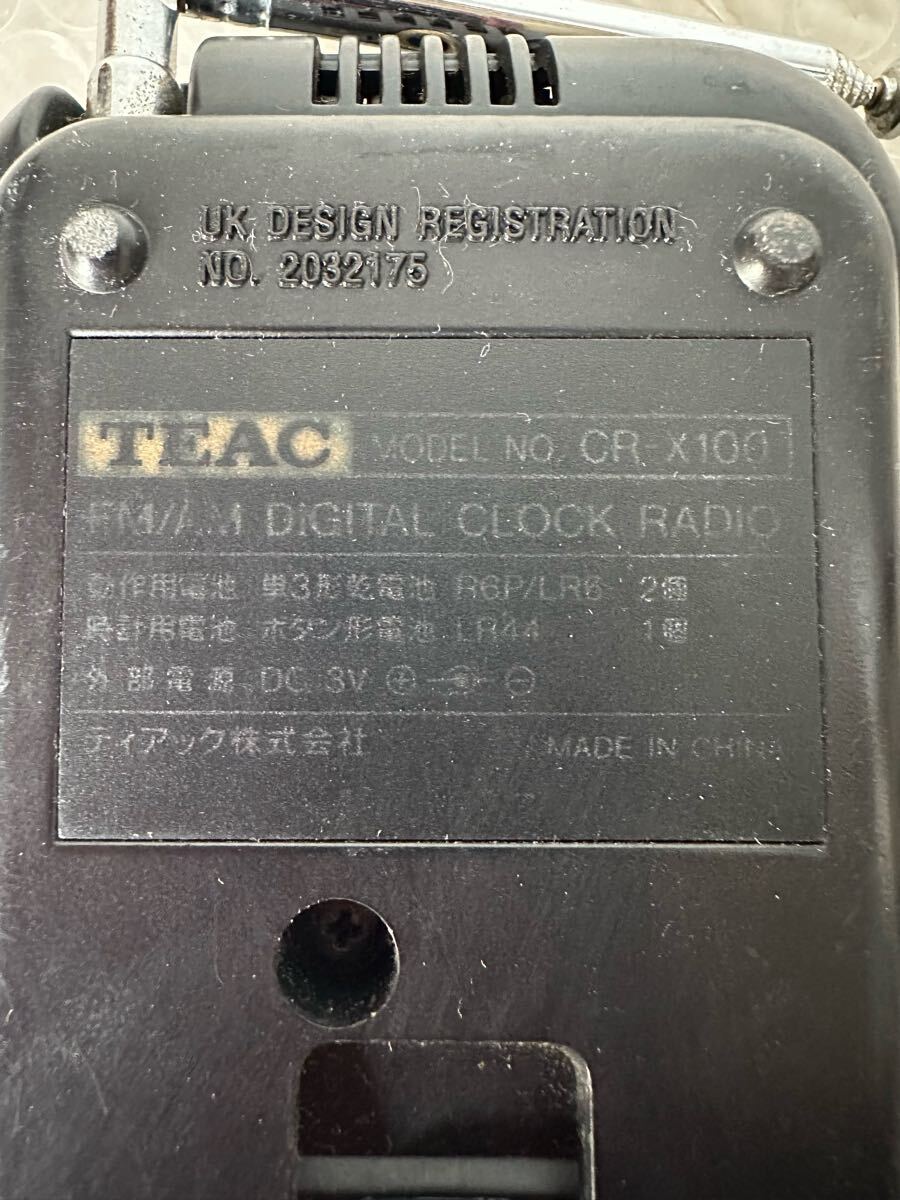 UK DESIGN REGISTRATION
NO. 2032175
TEAC MODEL NO. CR-X100
FM/AM DiGITAL CLOCK RADIO
動作用電池 単3形乾電池 R6P/LR6 2個
時計用電池 ボタン形電池 LR44 1個
外部電源 DC 3V
ティアック株式会社 MADE IN CHINA